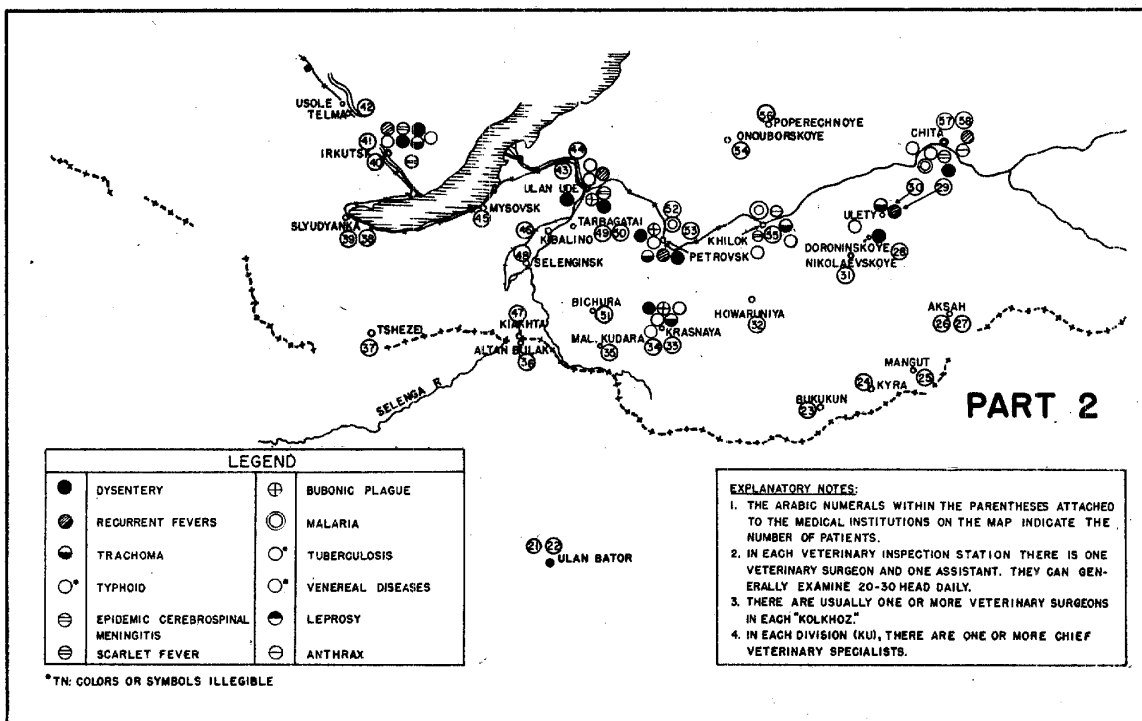 USOLE
TELMA
42
41
IRKUTSK
40
SLYUDYANKA
39 38
MYSOVSK
45
44
43
ULAN UDE
46
KIBALINO
TARBAGATAI
49 50
48
SELENGINSK
52
53
PETROVSK
56
POPERECHNOYE
ONOUBORSKOYE
54
KHILOK
55
57 58
CHITA
30
29
ULETY
DORONINSKOYE
28
NIKOLAEVSKOYE
31
TSHEZEI
37
47
KIAKHTA
ALTAN BULAK
36
SELENGA R
BICHURA
51
MAL. KUDARA
35
KRASNAYA
34 33
HOWARUNIYA
32
AKSAH
26 27
MANGUT
25
24
KYRA
BUKUKUN
23
PART 2
21 22
ULAN BATOR
LEGEND
DYSENTERY
RECURRENT FEVERS
TRACHOMA
TYPHOID
EPIDEMIC CEREBROSPINAL
MENINGITIS
SCARLET FEVER
BUBONIC PLAGUE
MALARIA
TUBERCULOSIS
VENEREAL DISEASES
LEPROSY
ANTHRAX
*TN: COLORS OR SYMBOLS ILLEGIBLE
EXPLANATORY NOTES:
1. THE ARABIC NUMERALS WITHIN THE PARENTHESES ATTACHED
TO THE MEDICAL INSTITUTIONS ON THE MAP INDICATE THE
NUMBER OF PATIENTS.
2. IN EACH VETERINARY INSPECTION STATION THERE IS ONE
VETERINARY SURGEON AND ONE ASSISTANT. THEY CAN GEN-
ERALLY EXAMINE 20-30 HEAD DAILY.
3. THERE ARE USUALLY ONE OR MORE VETERINARY SURGEONS
IN EACH "KOLKHOZ."
4. IN EACH DIVISION (KU), THERE ARE ONE OR MORE CHIEF
VETERINARY SPECIALISTS.